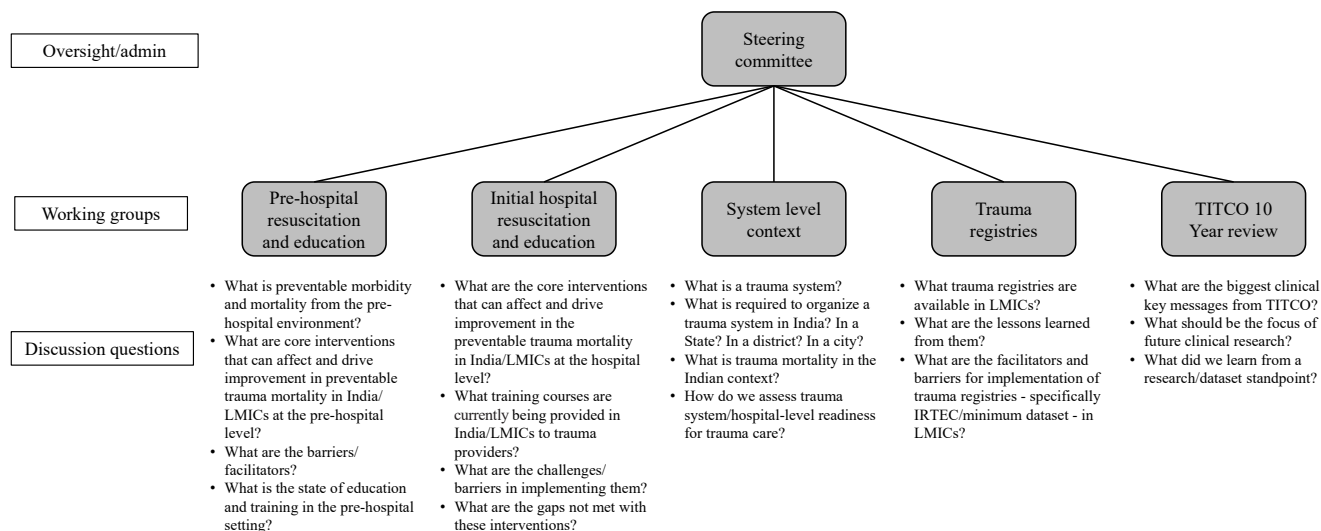 Oversight/admin
Steering
committee
Working groups
Pre-hospital
resuscitation
and education
Initial hospital
resuscitation
and education
System level
context
Trauma
registries
TITCO 10
Year review
Discussion questions
• What is preventable morbidity
and mortality from the pre-
hospital environment?
• What are core interventions
that can affect and drive
improvement in preventable
trauma mortality in India/
LMICs at the pre-hospital
level?
• What are the barriers/
facilitators?
• What is the state of education
and training in the pre-hospital
setting?
• What are the core interventions
that can affect and drive
improvement in the
preventable trauma mortality
in India/LMICs at the hospital
level?
• What training courses are
currently being provided in
India/LMICs to trauma
providers?
• What are the challenges/
barriers in implementing them?
• What are the gaps not met with
these interventions?
• What is a trauma system?
• What is required to organize a
trauma system in India? In a
State? In a district? In a city?
• What is trauma mortality in the
Indian context?
• How do we assess trauma
system/hospital-level readiness
for trauma care?
• What trauma registries are
available in LMICs?
• What are the lessons learned
from them?
• What are the facilitators and
barriers for implementation of
trauma registries - specifically
IRTEC/minimum dataset - in
LMICs?
• What are the biggest clinical
key messages from TITCO?
• What should be the focus of
future clinical research?
• What did we learn from a
research/dataset standpoint?